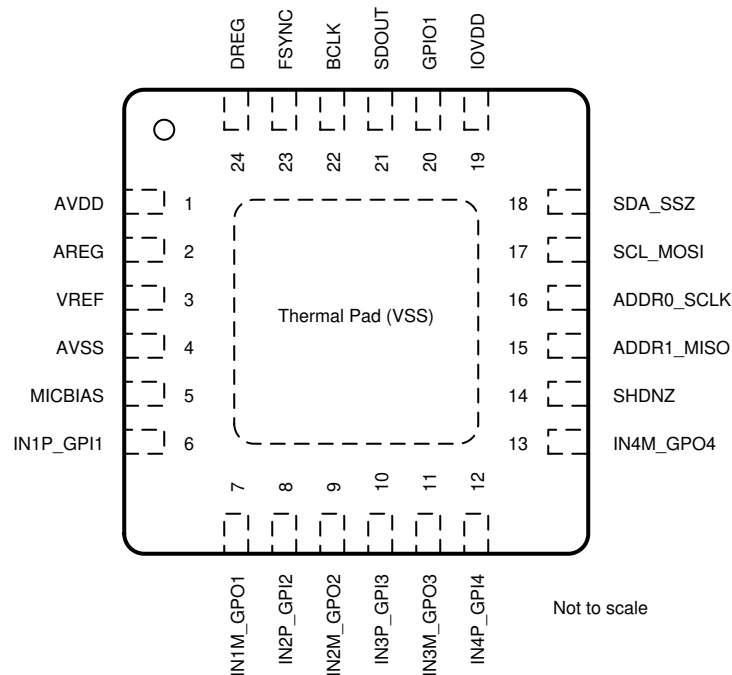 DREG
FSYNC
BCLK
SDOUT
GPIO1
IOVDD
24
23
22
21
20
19
AVDD 1
AREG 2
VREF 3
AVSS 4
MICBIAS 5
IN1P_GPI1 6
Thermal Pad (VSS)
18 SDA_SSZ
17 SCL_MOSI
16 ADDR0_SCLK
15 ADDR1_MISO
14 SHDNZ
13 IN4M_GPO4
7
8
9
10
11
12
IN1M_GPO1
IN2P_GPI2
IN2M_GPO2
IN3P_GPI3
IN3M_GPO3
IN4P_GPI4
Not to scale